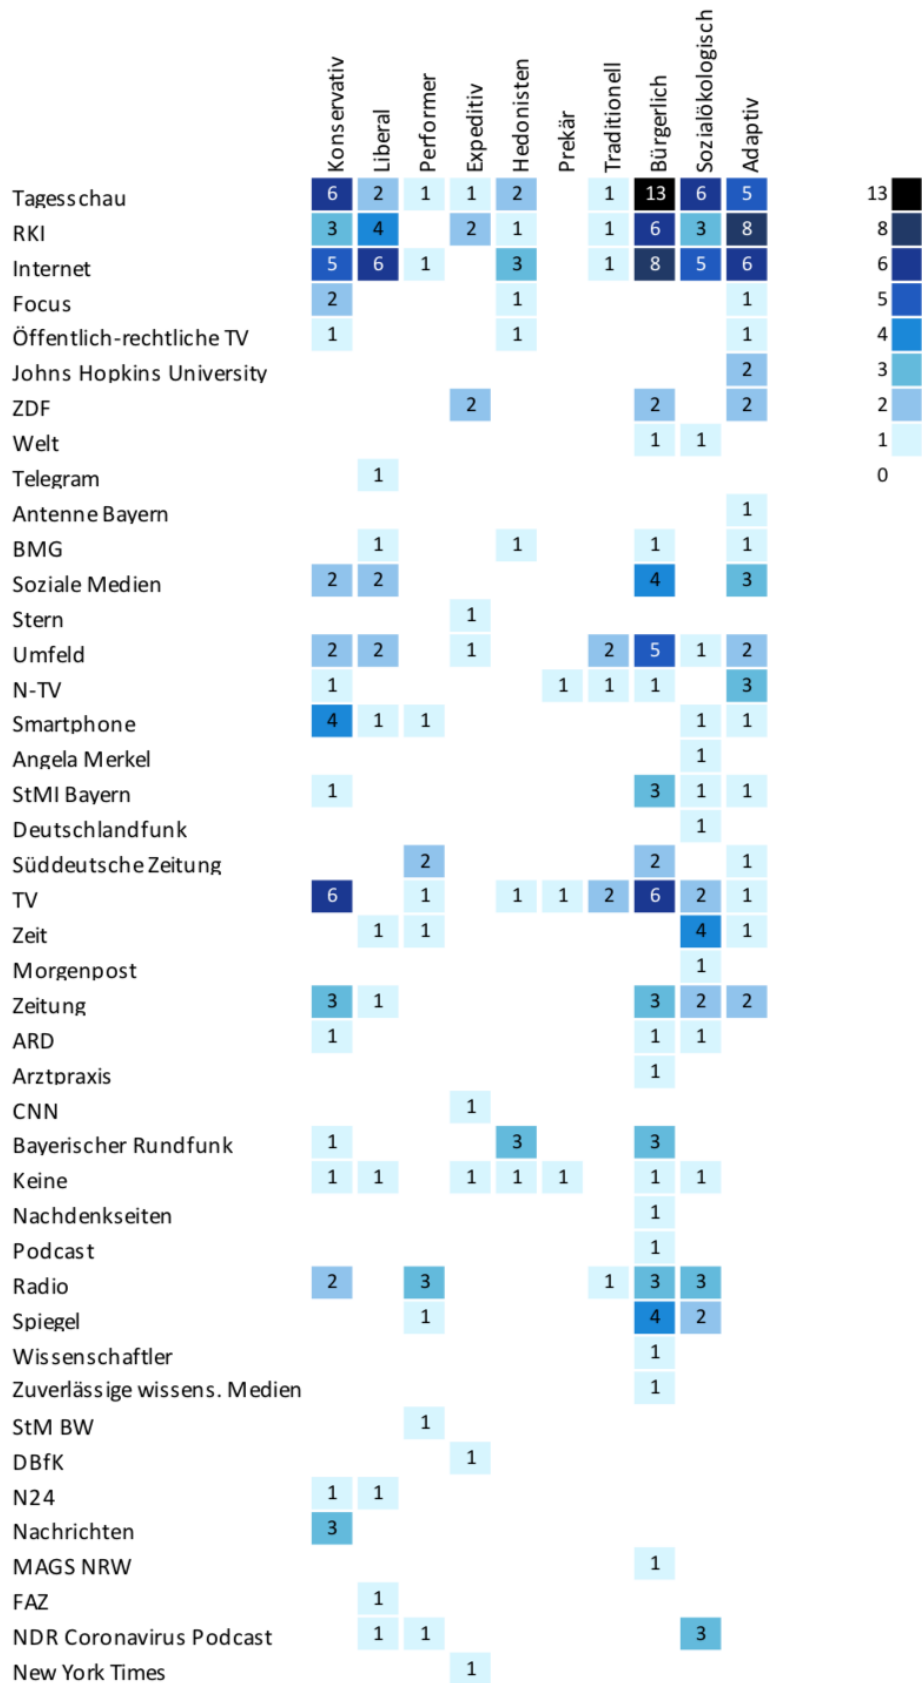 Konservativ Liberal Performer Expeditiv Hedonisten Prekär Traditionell Bürgerlich Sozialökologisch Adaptiv
Tagesschau 6 2 1 1 2 1 13 6 5 13
RKI 3 4 2 1 1 6 3 8 8
Internet 5 6 1 3 1 8 5 6 6
Focus 2 1 1 5
Öffentlich-rechtliche TV 1 1 1 4
Johns Hopkins University 2 3
ZDF 2 2 2 2
Welt 1 1 1
Telegram 1 0
Antenne Bayern 1
BMG 1 1 1 1
Soziale Medien 2 2 4 3
Stern 1
Umfeld 2 2 1 2 5 1 2
N-TV 1 1 1 1 3
Smartphone 4 1 1 1 1
Angela Merkel 1
StMI Bayern 1 3 1 1
Deutschlandfunk 1
Süddeutsche Zeitung 2 2 1
TV 6 1 1 1 2 6 2 1
Zeit 1 1 4 1
Morgenpost 1
Zeitung 3 1 3 2 2
ARD 1 1 1
Arztpraxis 1
CNN 1
Bayerischer Rundfunk 1 3 3
Keine 1 1 1 1 1 1 1
Nachdenkseiten 1
Podcast 1
Radio 2 3 1 3 3
Spiegel 1 4 2
Wissenschaftler 1
Zuverlässige wissens. Medien 1
StM BW 1
DBfK 1
N24 1 1
Nachrichten 3
MAGS NRW 1
FAZ 1
NDR Coronavirus Podcast 1 1 3
New York Times 1